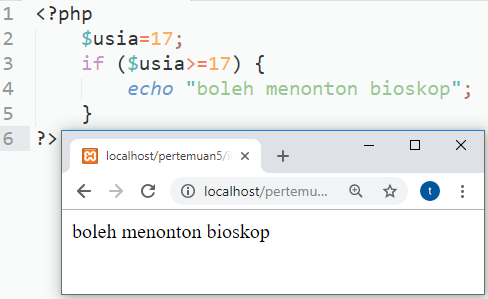 1 <?php
2 $usia=17;
3 if ($usia>=17) {
4 echo "boleh menonton bioskop";
5 }
6 ?>
localhost/pertemuan5/i
localhost/pertemu...
t
boleh menonton bioskop